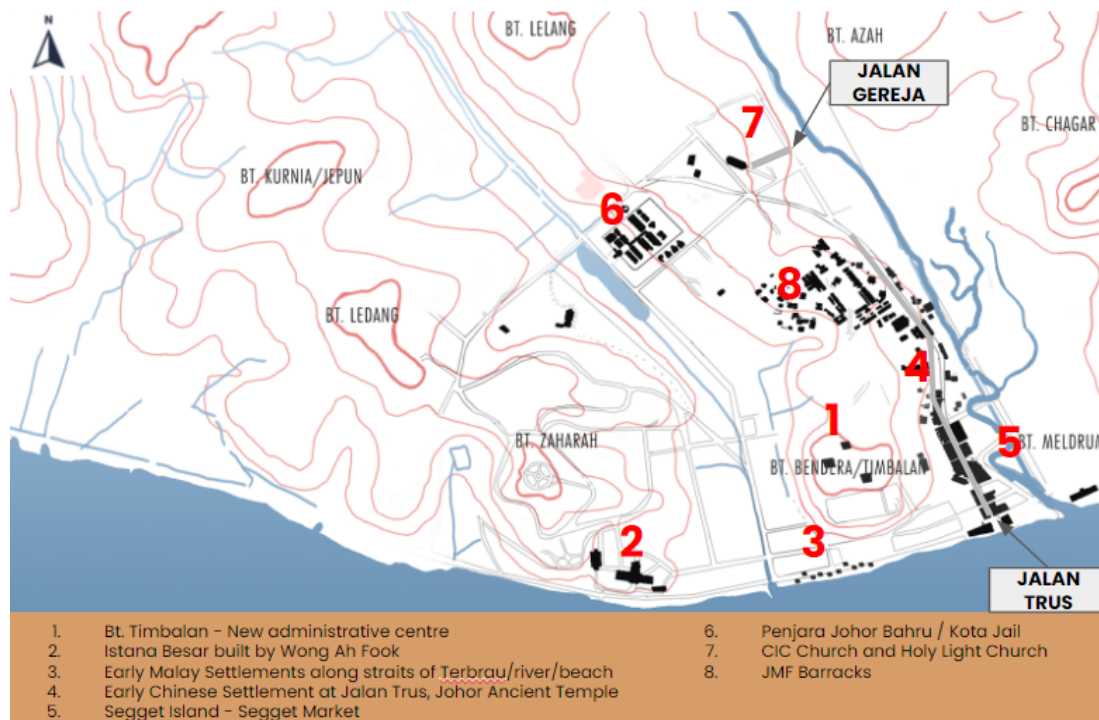 N
BT. LELANG
BT. AZAH
JALAN
GEREJA
7
BT. CHAGAR
BT. KURNIA/JEPUN
6
8
BT. LEDANG
4
1
5
BT. ZAHARAH
BT. MELDRUM
BT. BENDERA/TIMBALAN
2
3
JALAN
TRUS
1. Bt. Timbalan - New administrative centre
2. Istana Besar built by Wong Ah Fook
3. Early Malay Settlements along straits of Terbrau/river/beach
4. Early Chinese Settlement at Jalan Trus, Johor Ancient Temple
5. Segget Island - Segget Market
6. Penjara Johor Bahru / Kota Jail
7. CIC Church and Holy Light Church
8. JMF Barracks